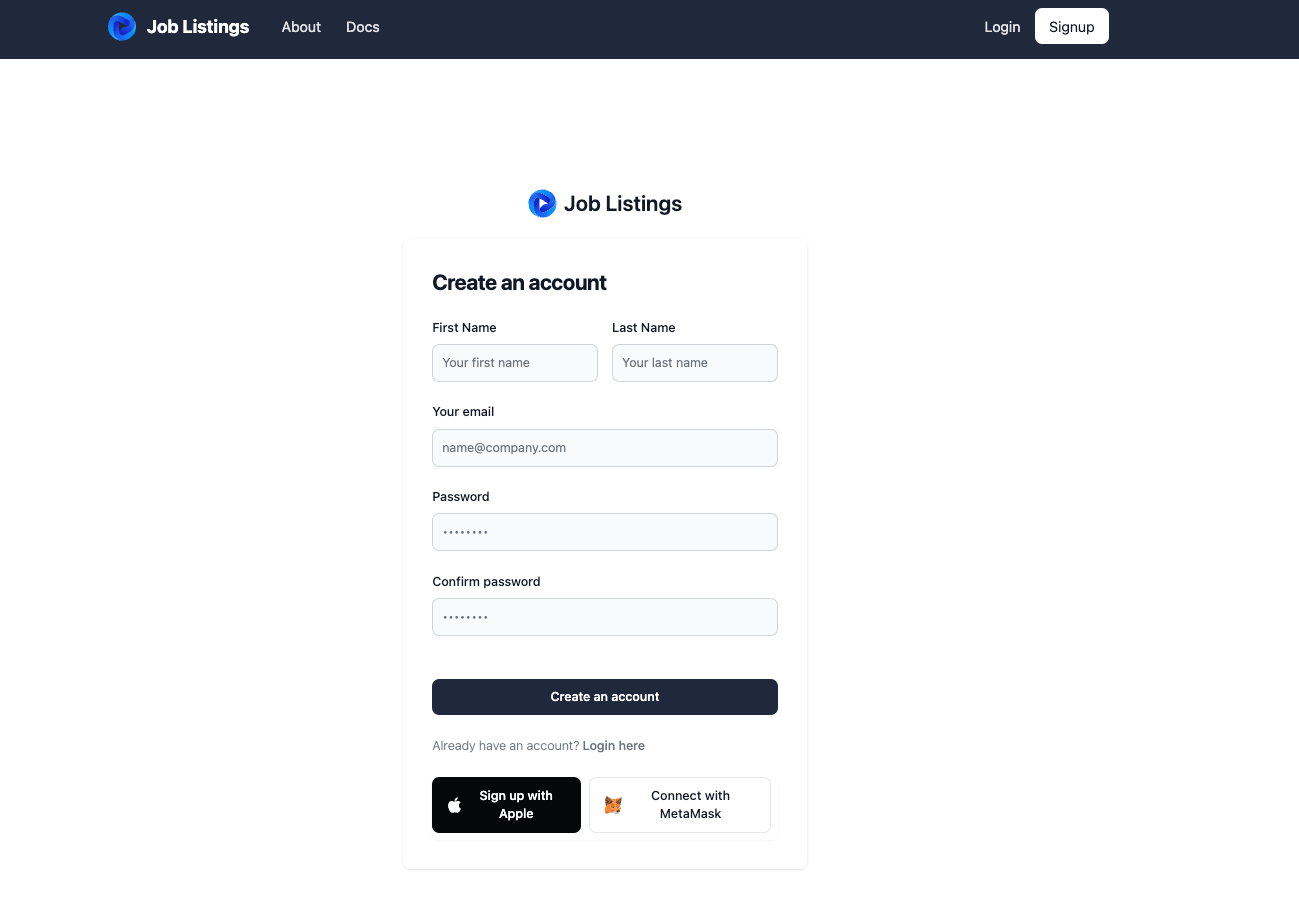 Job Listings About Docs Login Signup
Job Listings
Create an account
First Name Last Name
Your first name Your last name
Your email
name@company.com
Password
••••••••
Confirm password
••••••••
Create an account
Already have an account? Login here
Sign up with Apple
Connect with MetaMask